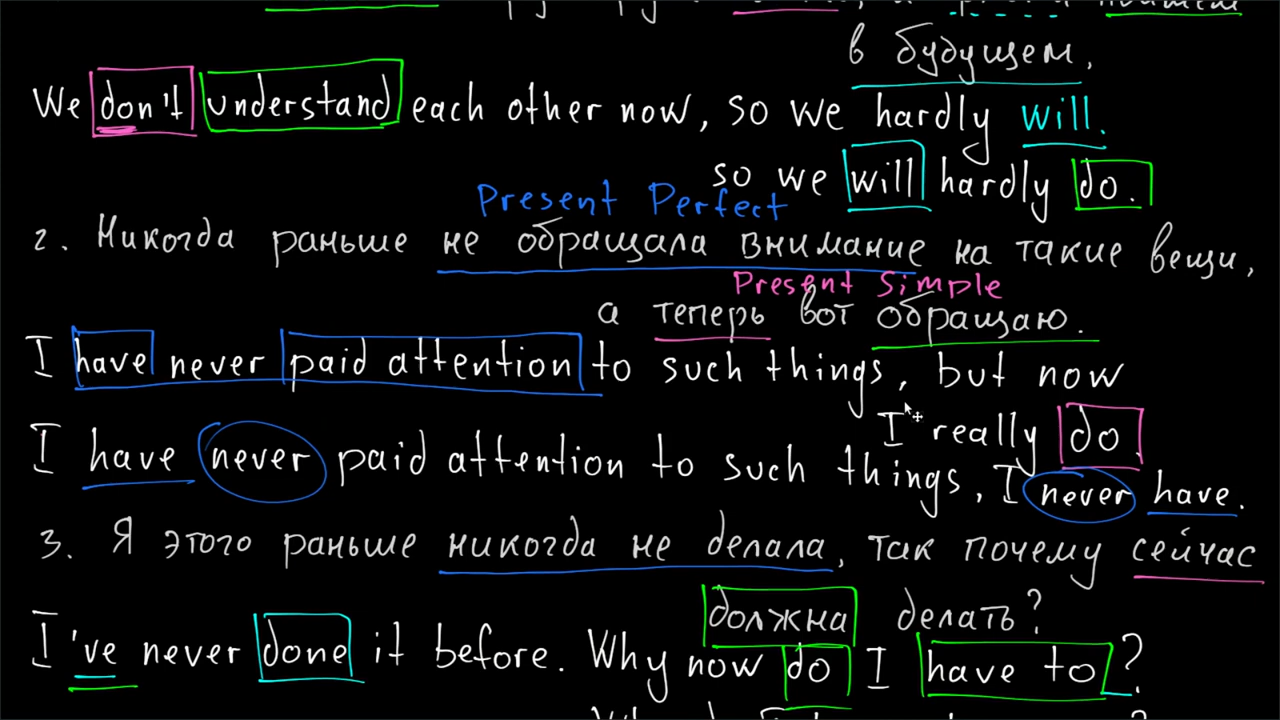 в будущем.
We don't understand each other now, so we hardly will.
so we will hardly do.
Present Perfect
2. Никогда раньше не обращала внимание на такие вещи,
Present Simple
а теперь вот обращаю.
I have never paid attention to such things, but now
I really do.
I have never paid attention to such things, I never have.
3. Я этого раньше никогда не делала, так почему сейчас
должна делать?
I've never done it before. Why now do I have to?